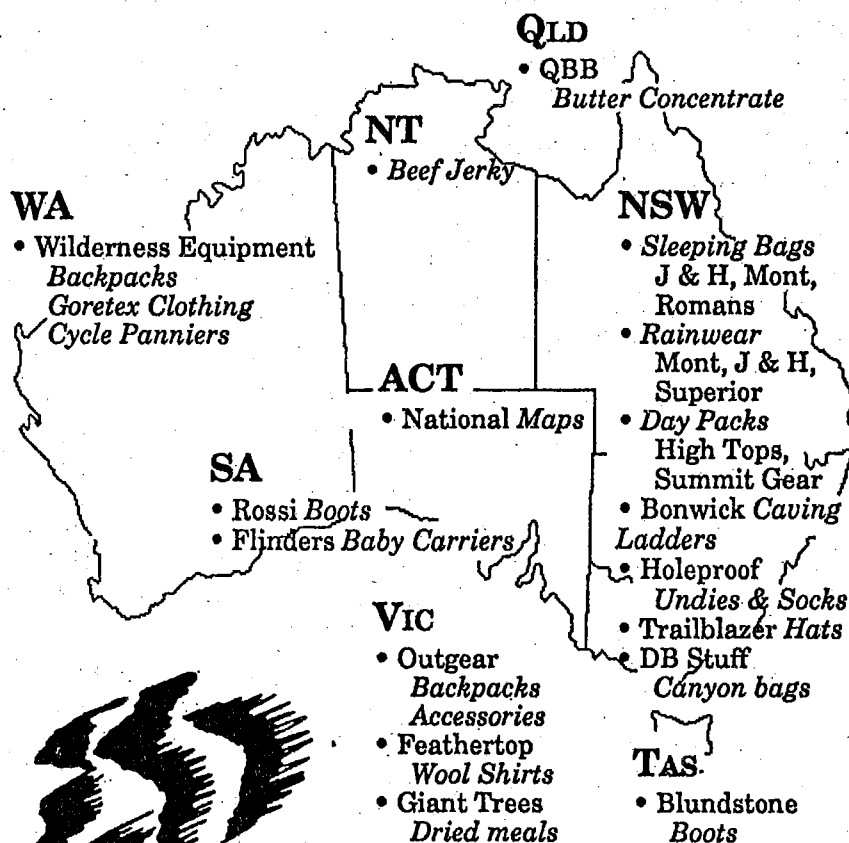 QLD
• QBB
Butter Concentrate
NT
• Beef Jerky
WA
• Wilderness Equipment
Backpacks
Goretex Clothing
Cycle Panniers
NSW
• Sleeping Bags
J & H, Mont,
Romans
• Rainwear
Mont, J & H,
Superior
• Day Packs
High Tops,
Summit Gear
• Bonwick Caving
Ladders
• Holeproof
Undies & Socks
• Trailblazer Hats
• DB Stuff
Canyon bags
ACT
• National Maps
SA
• Rossi Boots
• Flinders Baby Carriers
VIC
• Outgear
Backpacks
Accessories
• Feathertop
Wool Shirts
• Giant Trees
Dried meals
TAS.
• Blundstone
Boots